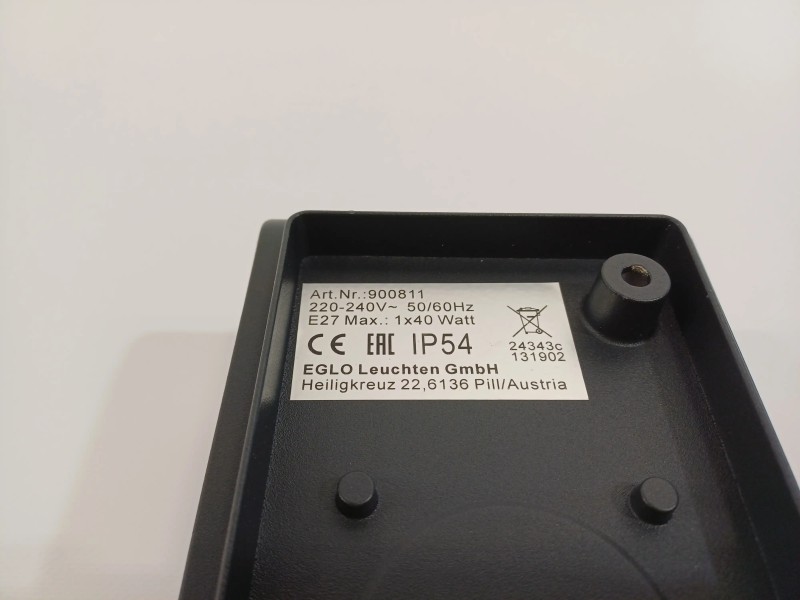 Art.Nr.:900811
220-240V~ 50/60Hz
E27 Max.: 1x40 Watt
CE EAC IP54
24343c
131902
EGLO Leuchten GmbH
Heiligkreuz 22,6136 Pill/Austria